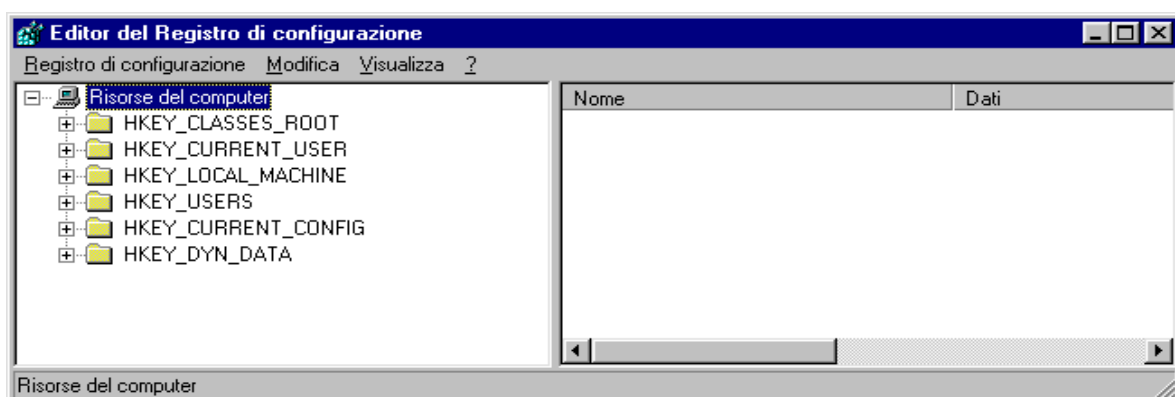 Editor del Registro di configurazione
Registro di configurazione Modifica Visualizza ?
Risorse del computer
Nome Dati
HKEY_CLASSES_ROOT
HKEY_CURRENT_USER
HKEY_LOCAL_MACHINE
HKEY_USERS
HKEY_CURRENT_CONFIG
HKEY_DYN_DATA
Risorse del computer